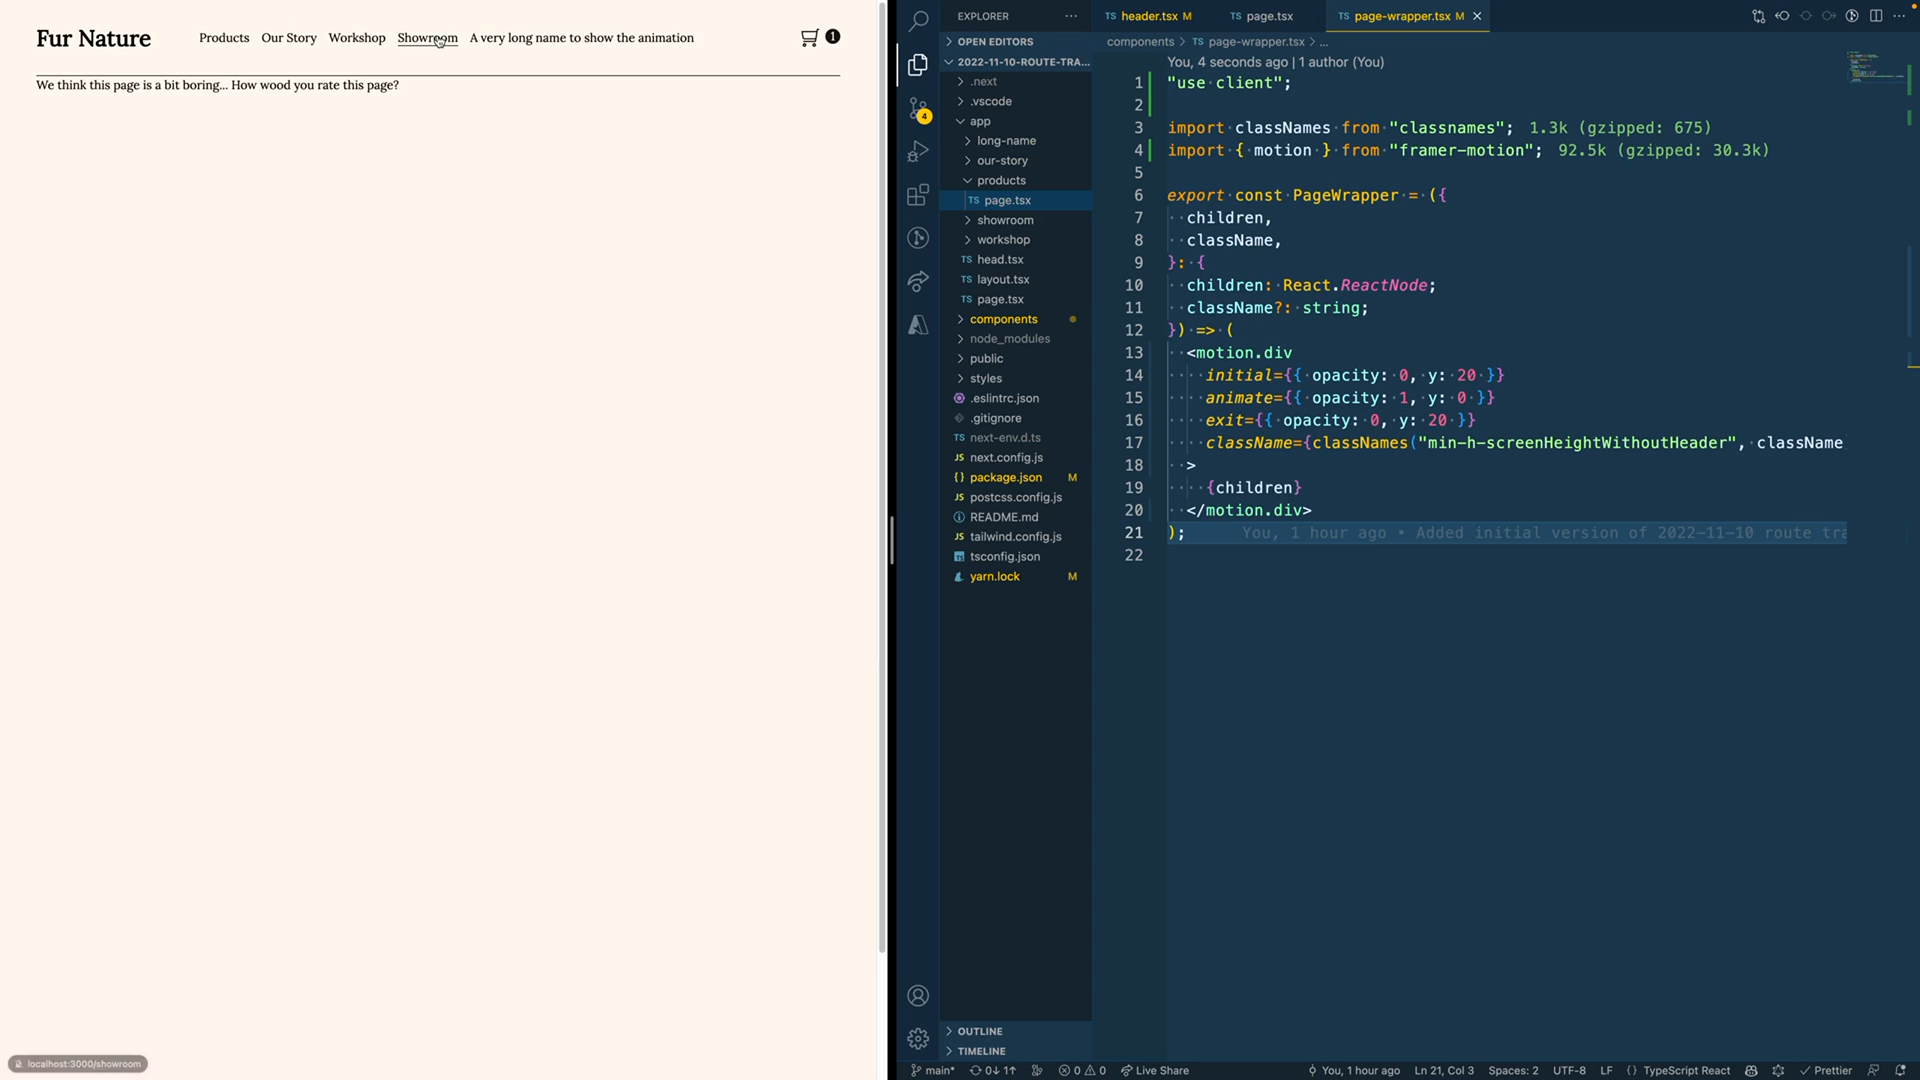 Fur Nature
Products Our Story Workshop Showroom A very long name to show the animation
1
We think this page is a bit boring... How wood you rate this page?
localhost:3000/showroom
4
EXPLORER
OPEN EDITORS
2022-11-10-ROUTE-TRA...
.next
.vscode
app
long-name
our-story
products
TS page.tsx
showroom
workshop
TS head.tsx
TS layout.tsx
TS page.tsx
components
node_modules
public
styles
.eslintrc.json
.gitignore
TS next-env.d.ts
JS next.config.js
{} package.json M
JS postcss.config.js
README.md
JS tailwind.config.js
tsconfig.json
yarn.lock M
OUTLINE
TIMELINE
TS header.tsx M TS page.tsx TS page-wrapper.tsx M
components > TS page-wrapper.tsx > ...
You, 4 seconds ago | 1 author (You)
1 "use client";
2
3 import classNames from "classnames"; 1.3k (gzipped: 675)
4 import { motion } from "framer-motion"; 92.5k (gzipped: 30.3k)
5
6 export const PageWrapper = ({
7 children,
8 className,
9 }: {
10 children: React.ReactNode;
11 className?: string;
12 }) => (
13 <motion.div
14 initial={{ opacity: 0, y: 20 }}
15 animate={{ opacity: 1, y: 0 }}
16 exit={{ opacity: 0, y: 20 }}
17 className={classNames("min-h-screenHeightWithoutHeader", className
18 >
19 {children}
20 </motion.div>
21 ); You, 1 hour ago • Added initial version of 2022-11-10 route tra
22
main* 0↓ 1↑ 0 0 Live Share You, 1 hour ago Ln 21, Col 3 Spaces: 2 UTF-8 LF {} TypeScript React Prettier